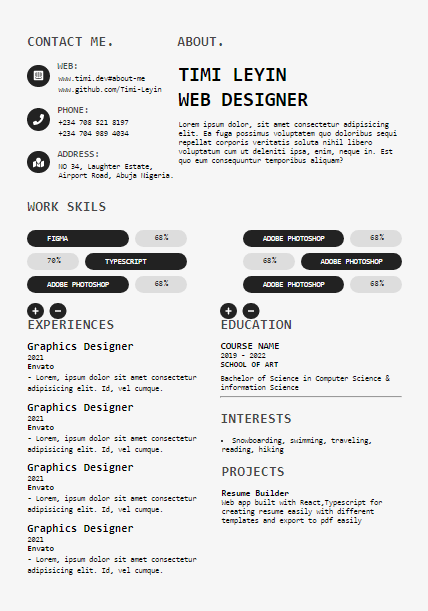 CONTACT ME.
WEB:
www.timi.dev#about-me
www.github.com/Timi-Leyin
PHONE:
+234 708 521 8197
+234 704 989 4034
ADDRESS:
NO 34, Laughter Estate,
Airport Road, Abuja Nigeria.
ABOUT.
TIMI LEYIN
WEB DESIGNER
Lorem ipsum dolor, sit amet consectetur adipisicing
elit. Ea fuga possimus voluptatem quo doloribus sequi
repellat corporis veritatis soluta nihil libero
voluptatum cum ut deleniti ipsa, enim, neque in. Est
quo eum consequuntur temporibus aliquam?
WORK SKILS
FIGMA 68%
70% TYPESCRIPT
ADOBE PHOTOSHOP 68%
ADOBE PHOTOSHOP 68%
68% ADOBE PHOTOSHOP
ADOBE PHOTOSHOP 68%
EXPERIENCES
Graphics Designer
2021
Envato
- Lorem, ipsum dolor sit amet consectetur
adipisicing elit. Id, vel cumque.
Graphics Designer
2021
Envato
- Lorem, ipsum dolor sit amet consectetur
adipisicing elit. Id, vel cumque.
Graphics Designer
2021
Envato
- Lorem, ipsum dolor sit amet consectetur
adipisicing elit. Id, vel cumque.
Graphics Designer
2021
Envato
- Lorem, ipsum dolor sit amet consectetur
adipisicing elit. Id, vel cumque.
EDUCATION
COURSE NAME
2019 - 2022
SCHOOL OF ART
Bachelor of Science in Computer Science &
information Science
INTERESTS
• Snowboarding, swimming, traveling,
reading, hiking
PROJECTS
Resume Builder
Web app built with React,Typescript for
creating resume easily with different
templates and export to pdf easily